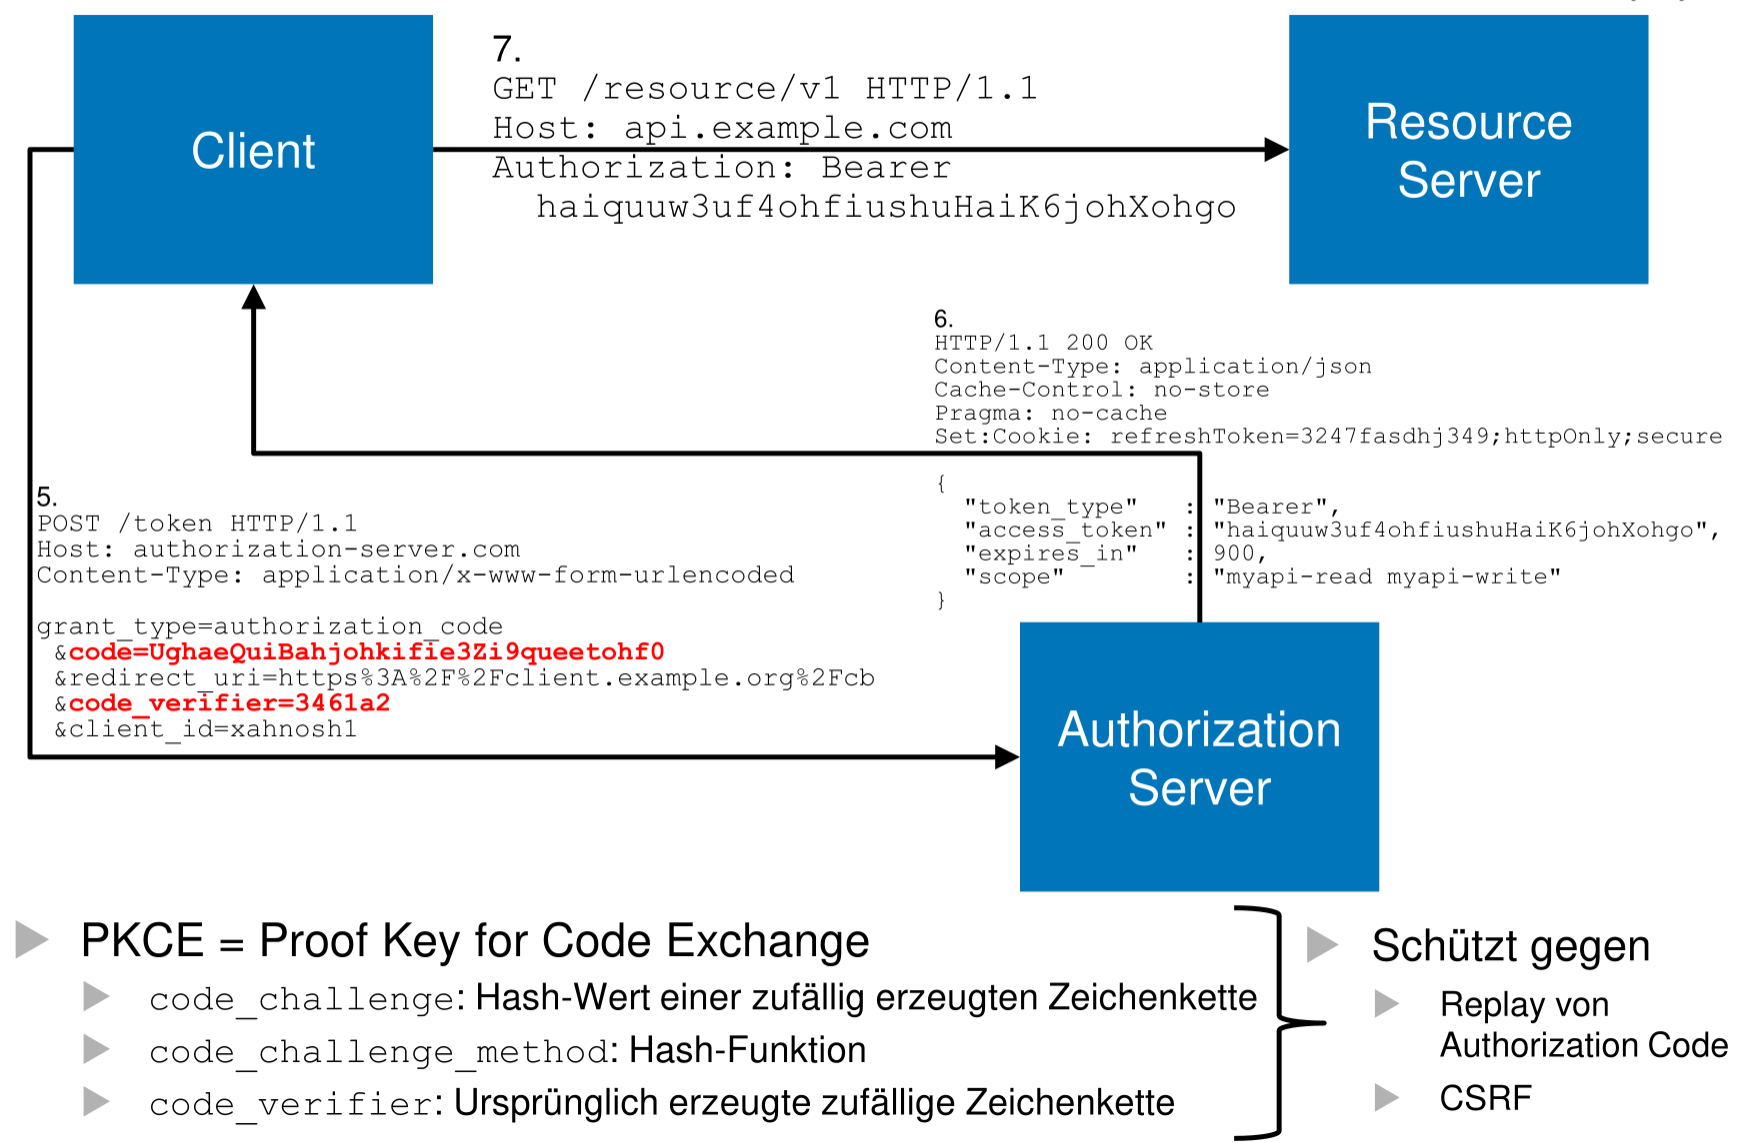 Client
7.
GET /resource/v1 HTTP/1.1
Host: api.example.com
Authorization: Bearer
haiquuw3uf4ohfiushuHaiK6johXohgo
Resource
Server
6.
HTTP/1.1 200 OK
Content-Type: application/json
Cache-Control: no-store
Pragma: no-cache
Set:Cookie: refreshToken=3247fasdhj349;httpOnly;secure
{
"token_type" : "Bearer",
"access_token" : "haiquuw3uf4ohfiushuHaiK6johXohgo",
"expires_in" : 900,
"scope" : "myapi-read myapi-write"
}
5.
POST /token HTTP/1.1
Host: authorization-server.com
Content-Type: application/x-www-form-urlencoded
grant_type=authorization_code
&code=UghaeQuiBahjohkifie3Zi9queetohf0
&redirect_uri=https%3A%2F%2Fclient.example.org%2Fcb
&code_verifier=3461a2
&client_id=xahnosh1
Authorization
Server
PKCE = Proof Key for Code Exchange
code_challenge: Hash-Wert einer zufällig erzeugten Zeichenkette
code_challenge_method: Hash-Funktion
code_verifier: Ursprünglich erzeugte zufällige Zeichenkette
Schützt gegen
Replay von
Authorization Code
CSRF